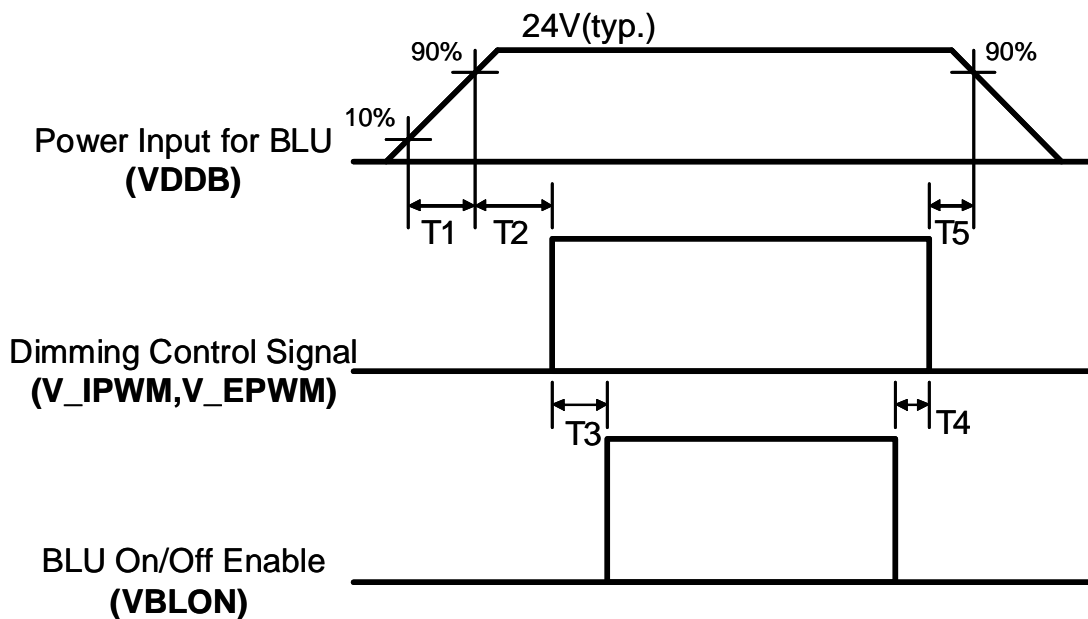 24V(typ.)
90%
90%
10%
Power Input for BLU
(VDDB)
T1
T2
T5
Dimming Control Signal
(V_IPWM,V_EPWM)
T3
T4
BLU On/Off Enable
(VBLON)